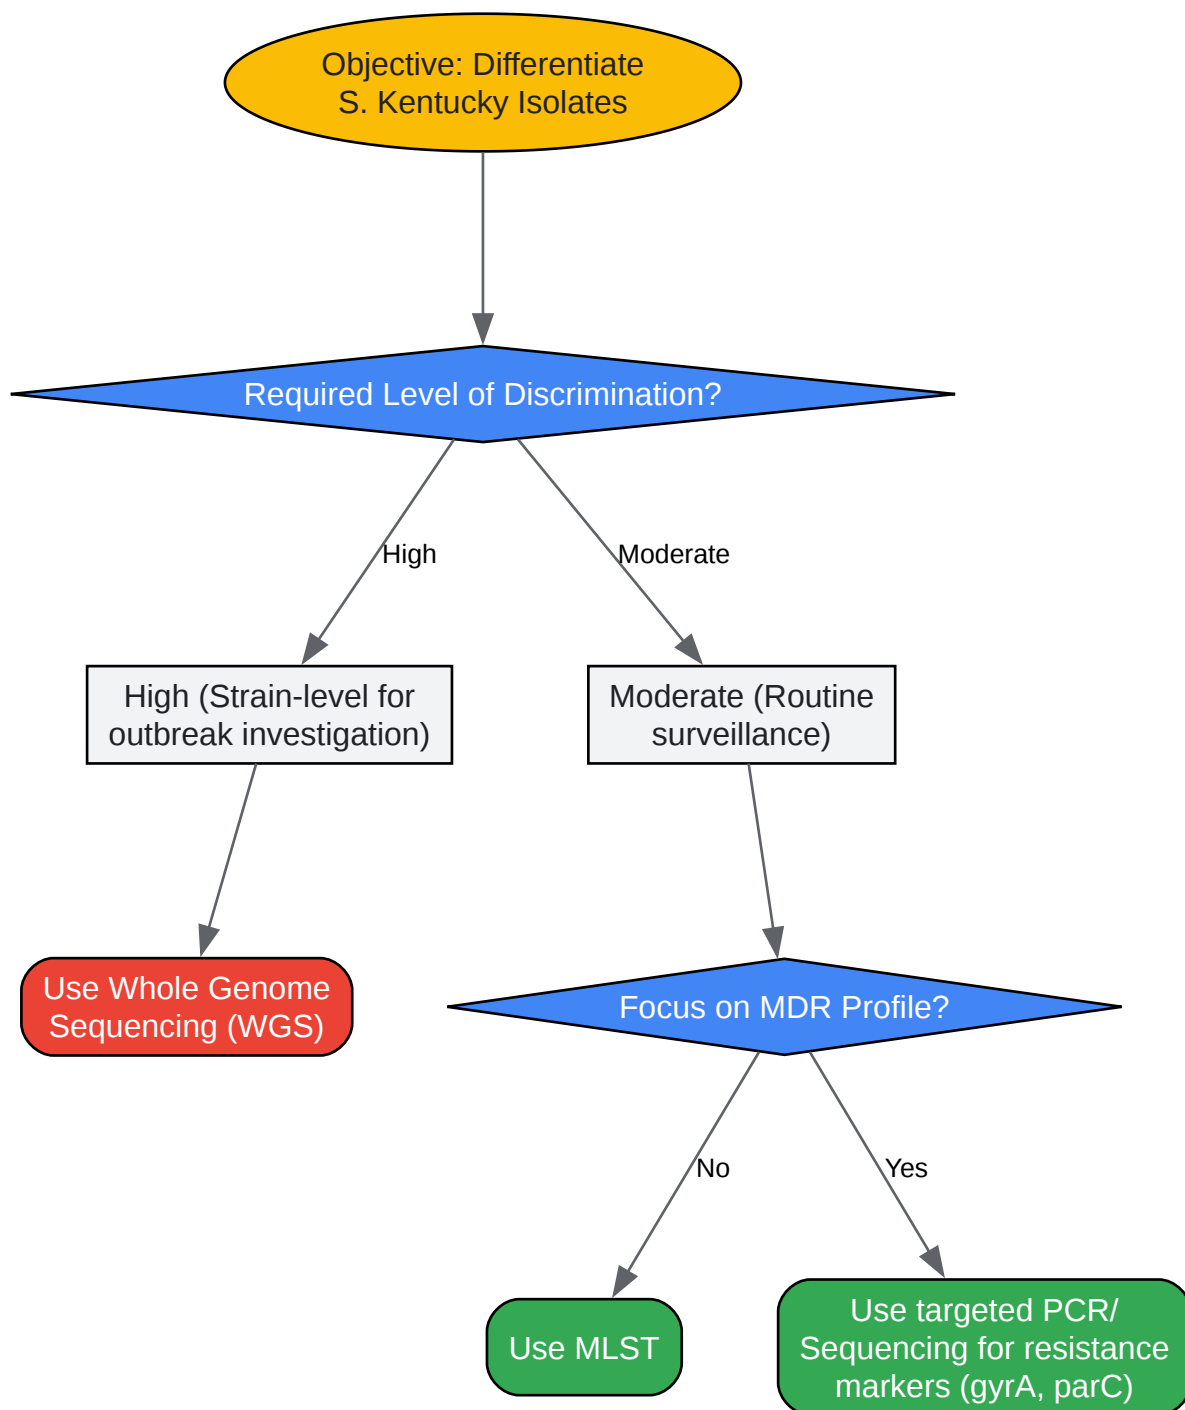 Objective: Differentiate
S. Kentucky Isolates
Required Level of Discrimination?
High
Moderate
High (Strain-level for
outbreak investigation)
Moderate (Routine
surveillance)
Use Whole Genome
Sequencing (WGS)
Focus on MDR Profile?
No
Yes
Use MLST
Use targeted PCR/
Sequencing for resistance
markers (gyrA, parC)